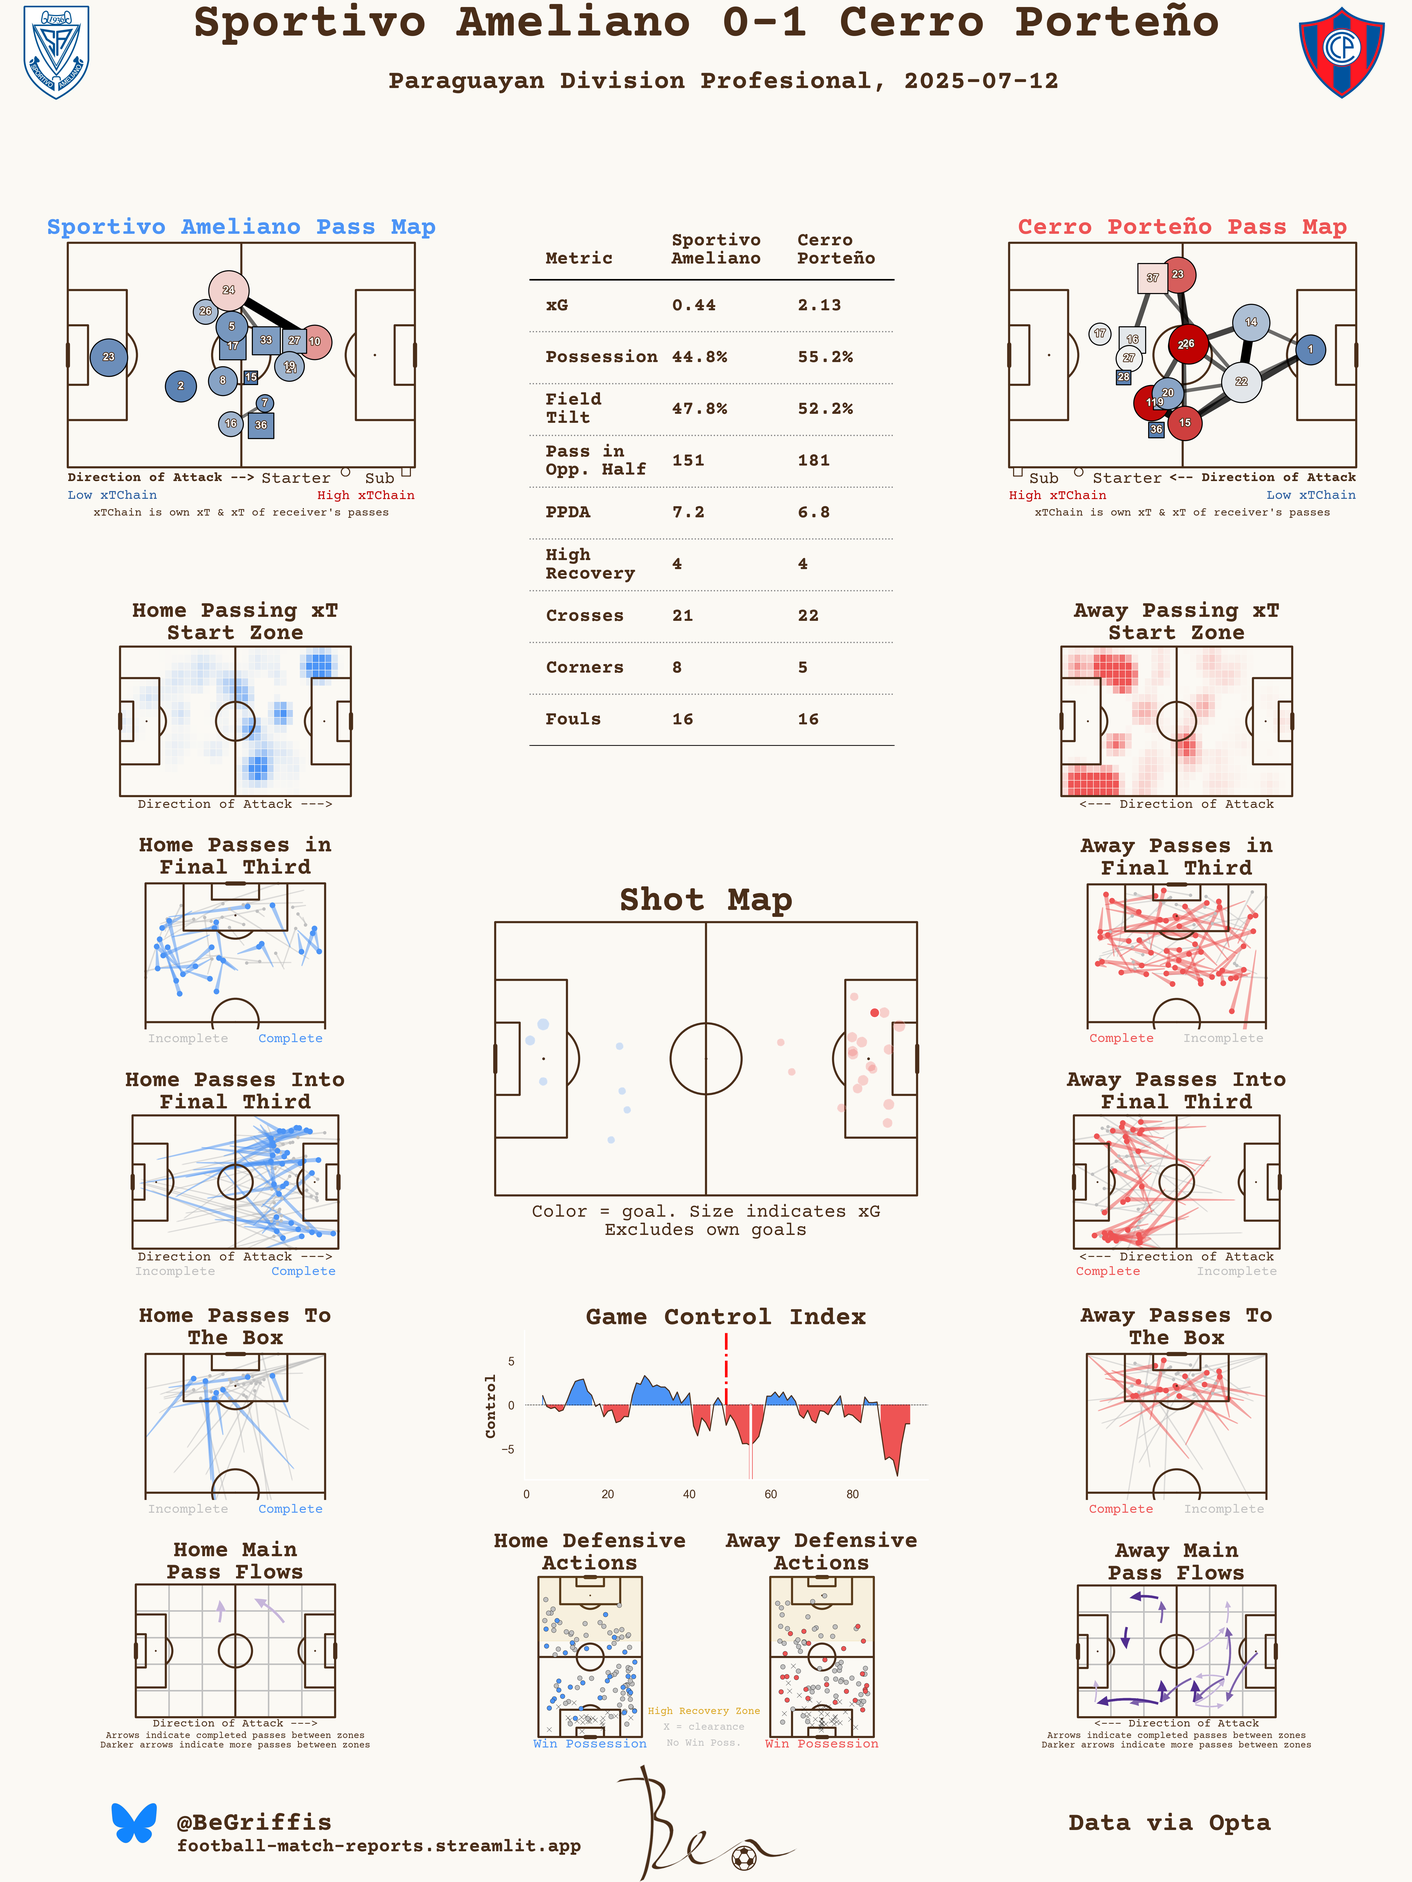 Sportivo Ameliano 0-1 Cerro Porteño
Paraguayan Division Profesional, 2025-07-12
1936
SPORTIVO AMELIANO
CCP
Sportivo Ameliano Pass Map
24
26
5
17
33
27
10
23
19
2
8
15
7
16
36
Direction of Attack --> Starter Sub
Low xTChain High xTChain
xTChain is own xT & xT of receiver's passes
Metric Sportivo Ameliano Cerro Porteño
xG 0.44 2.13
Possession 44.8% 55.2%
Field Tilt 47.8% 52.2%
Pass in Opp. Half 151 181
PPDA 7.2 6.8
High Recovery 4 4
Crosses 21 22
Corners 8 5
Fouls 16 16
Cerro Porteño Pass Map
37
23
14
17
16
26
27
1
28
22
20
11
9
15
36
Sub Starter <-- Direction of Attack
High xTChain Low xTChain
xTChain is own xT & xT of receiver's passes
Home Passing xT
Start Zone
Direction of Attack --->
Away Passing xT
Start Zone
<--- Direction of Attack
Home Passes in
Final Third
Incomplete Complete
Away Passes in
Final Third
Complete Incomplete
Shot Map
Color = goal. Size indicates xG
Excludes own goals
Home Passes Into
Final Third
Direction of Attack --->
Incomplete Complete
Away Passes Into
Final Third
<--- Direction of Attack
Complete Incomplete
Home Passes To
The Box
Incomplete Complete
Game Control Index
Control
5
0
−5
0 20 40 60 80
Away Passes To
The Box
Complete Incomplete
Home Main
Pass Flows
Direction of Attack --->
Arrows indicate completed passes between zones
Darker arrows indicate more passes between zones
Home Defensive
Actions
Win Possession
High Recovery Zone
X = clearance
No Win Poss.
Away Defensive
Actions
Win Possession
Away Main
Pass Flows
<--- Direction of Attack
Arrows indicate completed passes between zones
Darker arrows indicate more passes between zones
@BeGriffis
football-match-reports.streamlit.app
Ben
Data via Opta